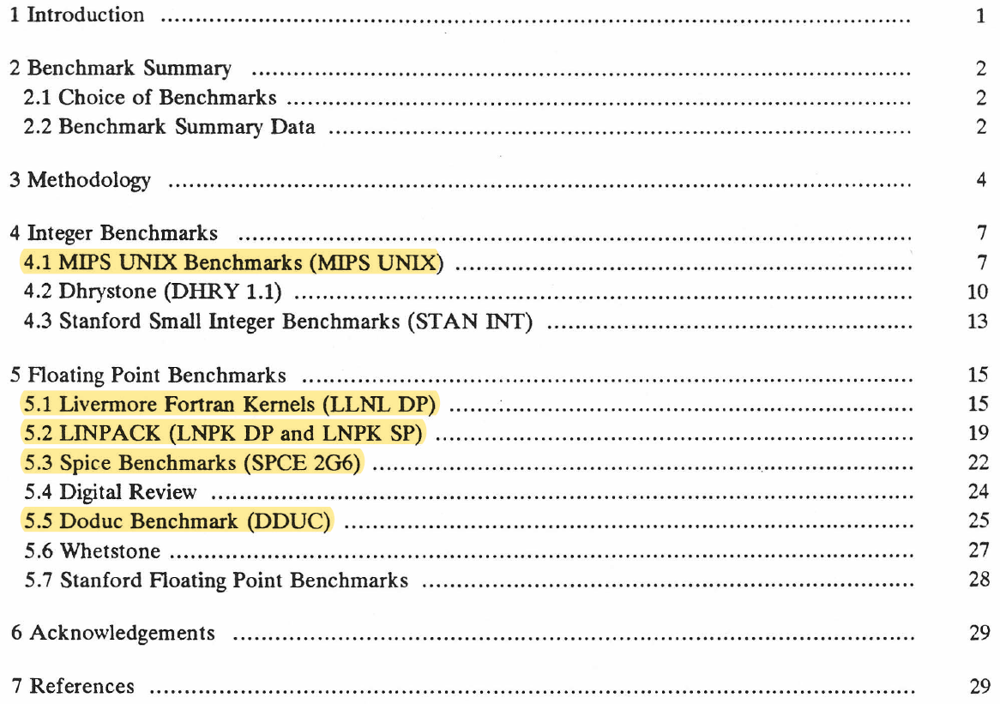 1 Introduction ........ 1
2 Benchmark Summary ........ 2
2.1 Choice of Benchmarks ........ 2
2.2 Benchmark Summary Data ........ 2
3 Methodology ........ 4
4 Integer Benchmarks ........ 7
4.1 MIPS UNIX Benchmarks (MIPS UNIX) ........ 7
4.2 Dhrystone (DHRY 1.1) ........ 10
4.3 Stanford Small Integer Benchmarks (STAN INT) ........ 13
5 Floating Point Benchmarks ........ 15
5.1 Livermore Fortran Kernels (LLNL DP) ........ 15
5.2 LINPACK (LNPK DP and LNPK SP) ........ 19
5.3 Spice Benchmarks (SPCE 2G6) ........ 22
5.4 Digital Review ........ 24
5.5 Doduc Benchmark (DDUC) ........ 25
5.6 Whetstone ........ 27
5.7 Stanford Floating Point Benchmarks ........ 28
6 Acknowledgements ........ 29
7 References ........ 29